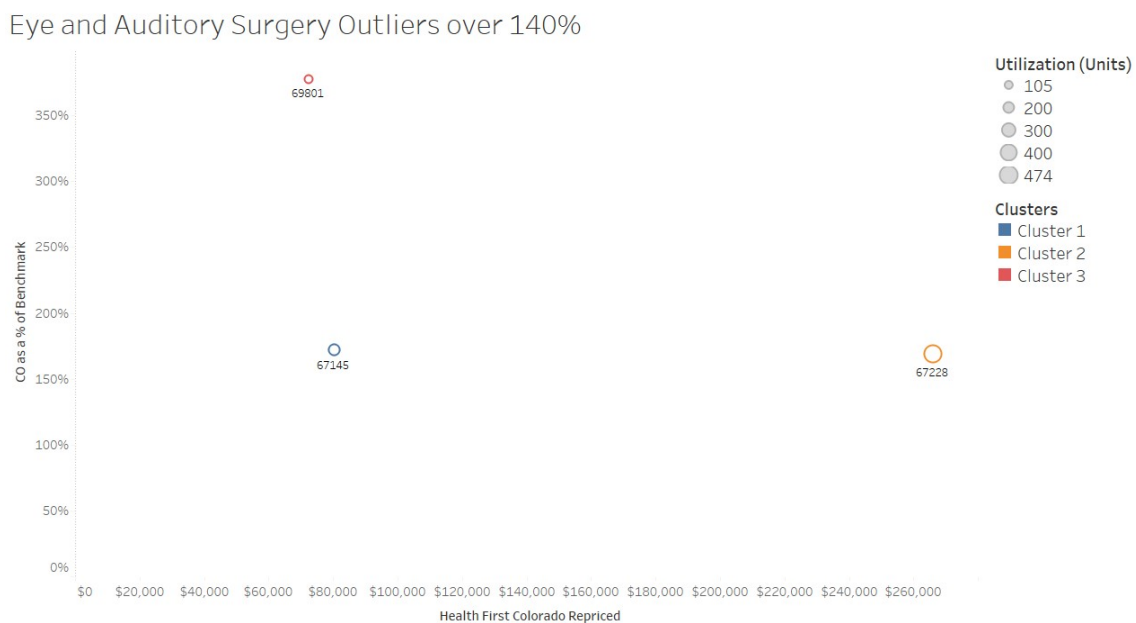 Eye and Auditory Surgery Outliers over 140%
Utilization (Units)
105
200
300
400
474
Clusters
Cluster 1
Cluster 2
Cluster 3
CO as a % of Benchmark
350%
300%
250%
200%
150%
100%
50%
0%
69801
67145
67228
$0 $20,000 $40,000 $60,000 $80,000 $100,000 $120,000 $140,000 $160,000 $180,000 $200,000 $220,000 $240,000 $260,000
Health First Colorado Repriced